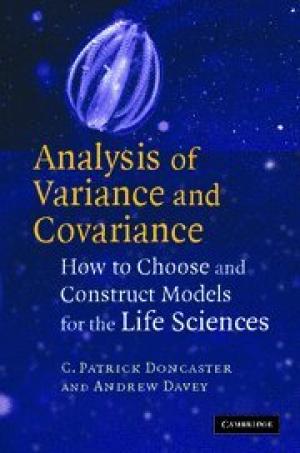 Analysis of
Variance and
Covariance
How to Choose and
Construct Models
for the Life Sciences
C. Patrick Doncaster
and Andrew Davey
Cambridge